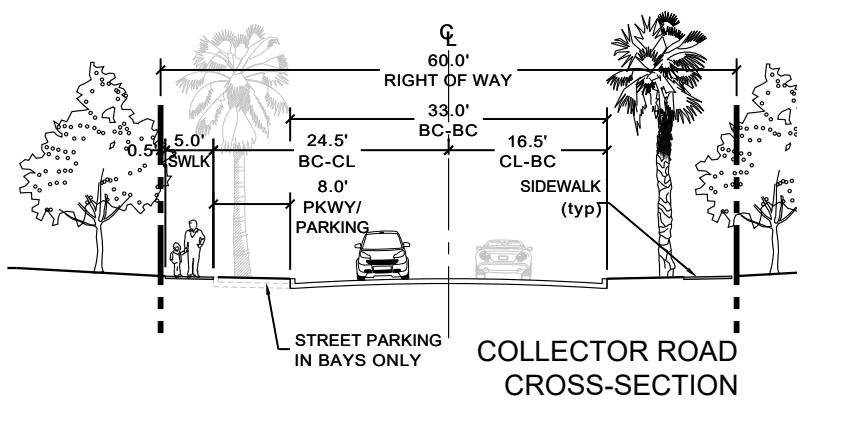 ℄
60.0'
RIGHT OF WAY
33.0'
BC-BC
0.5'
5.0'
SWLK
24.5'
BC-CL
16.5'
CL-BC
8.0'
PKWY/
PARKING
SIDEWALK
(typ)
STREET PARKING
IN BAYS ONLY
COLLECTOR ROAD
CROSS-SECTION